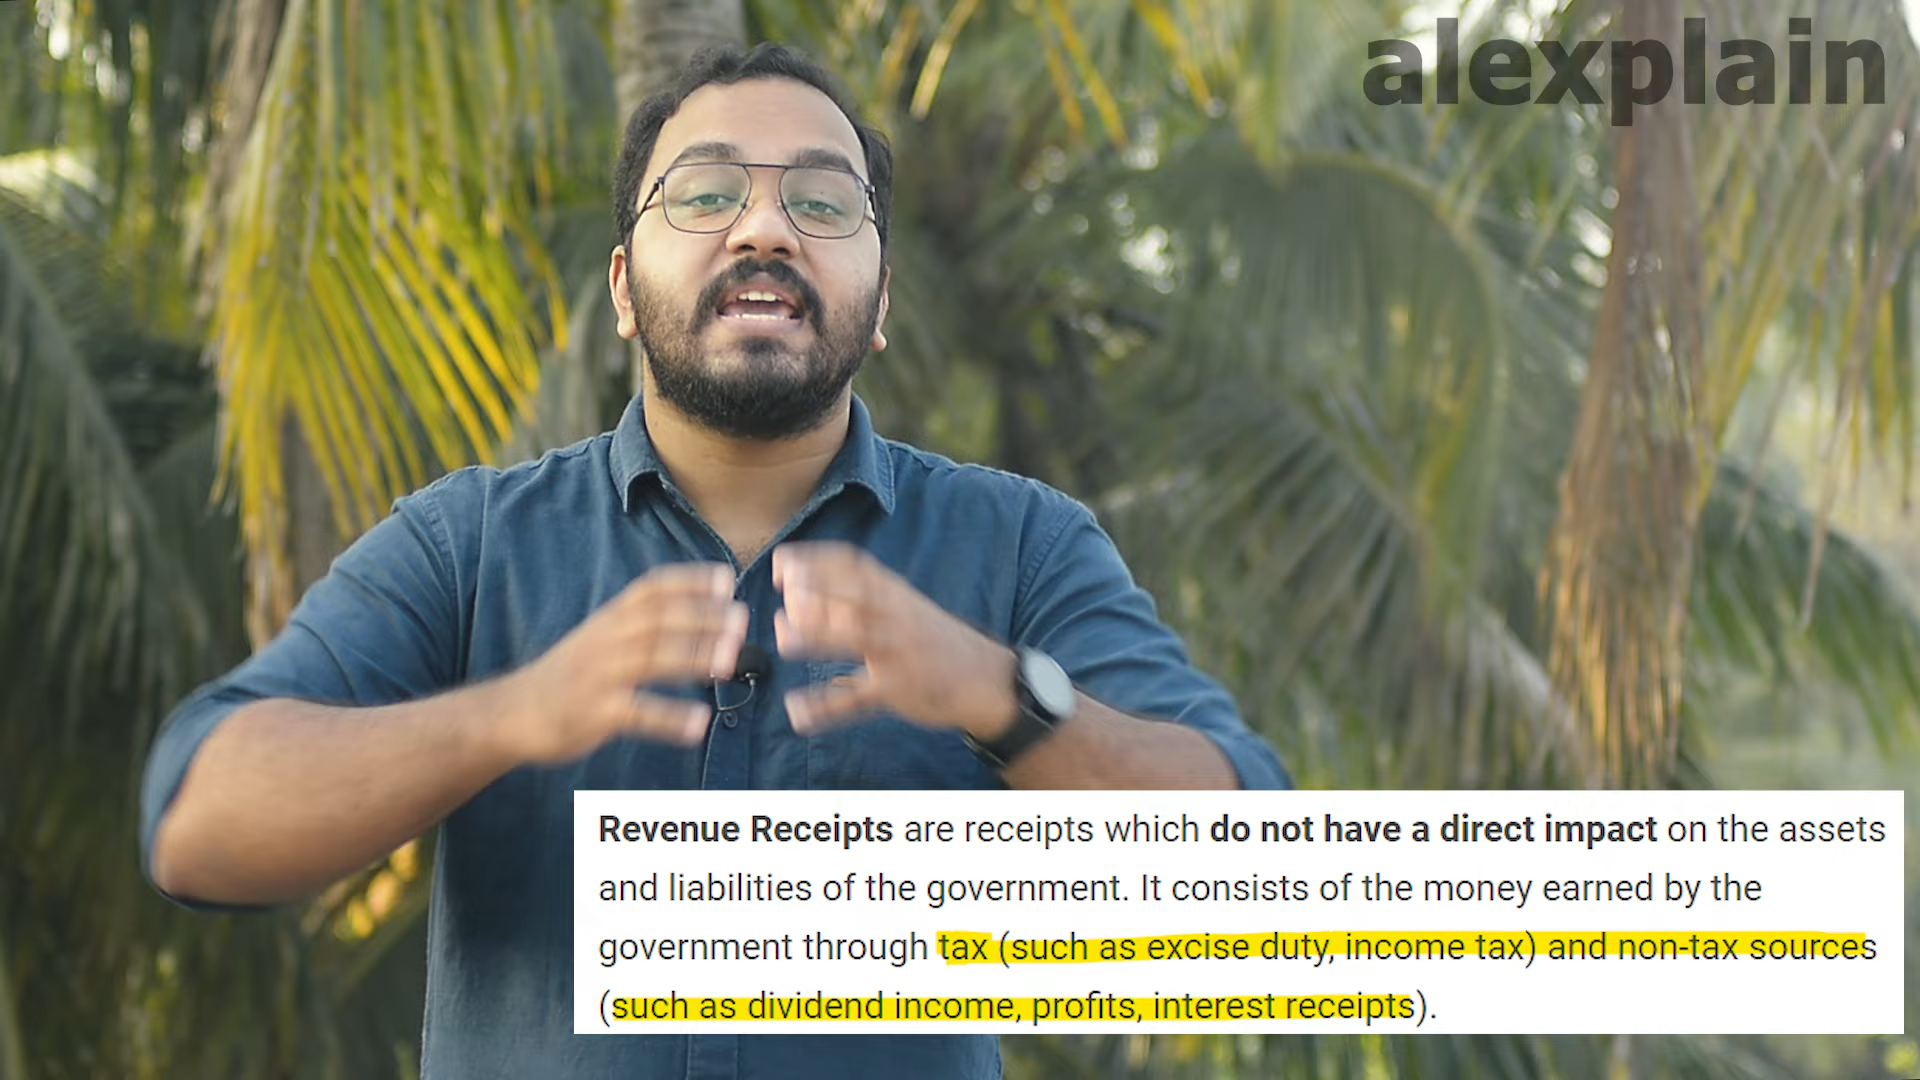 alexplain
Revenue Receipts are receipts which do not have a direct impact on the assets
and liabilities of the government. It consists of the money earned by the
government through tax (such as excise duty, income tax) and non-tax sources
(such as dividend income, profits, interest receipts).